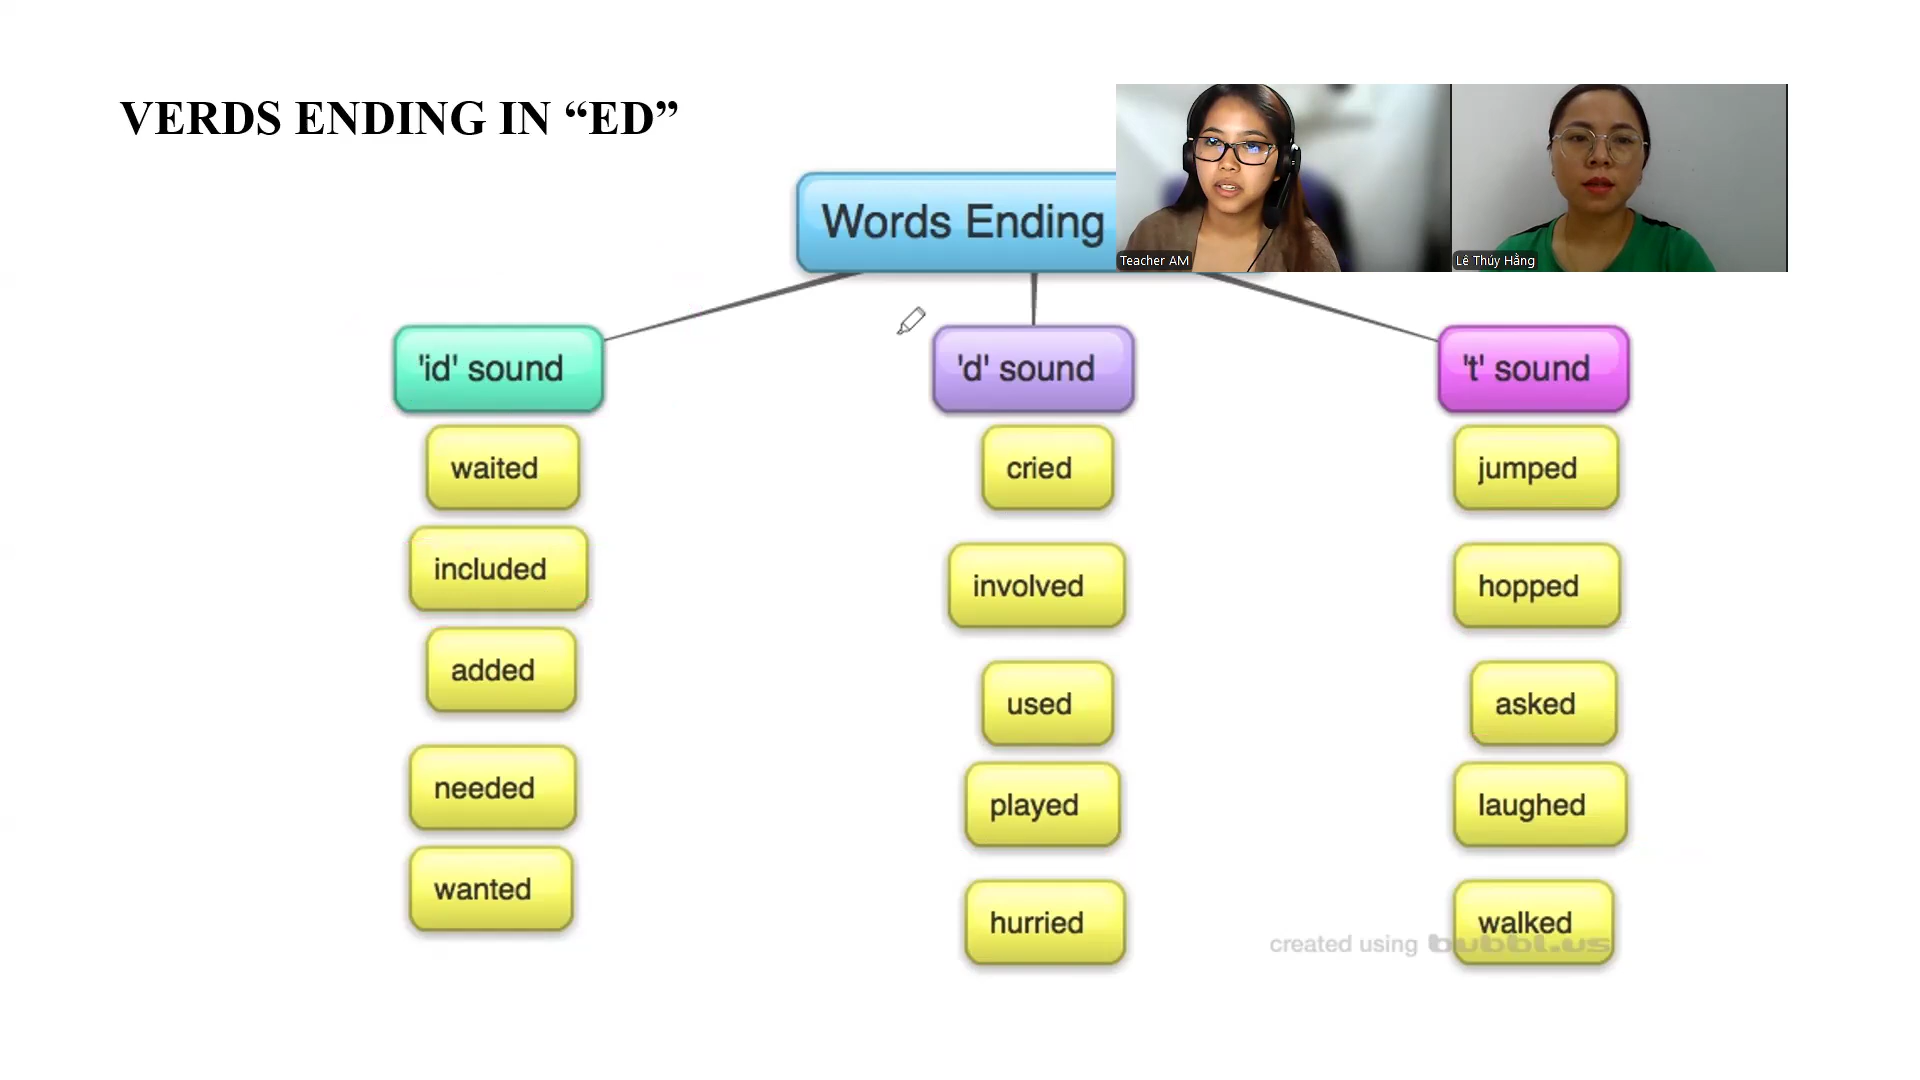 VERDS ENDING IN “ED”
Words Ending
Teacher AM
Lê Thúy Hằng
'id' sound
'd' sound
't' sound
waited
cried
jumped
included
involved
hopped
added
used
asked
needed
played
laughed
wanted
hurried
walked
created using bubbl.us